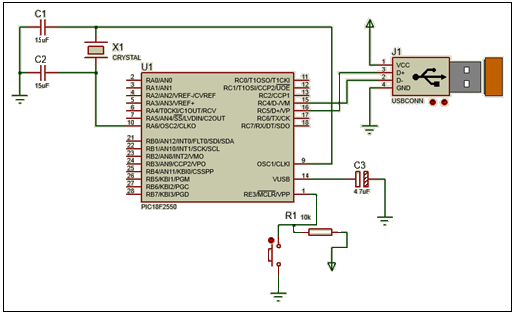 C1
15uF
X1
CRYSTAL
C2
15uF
U1
2 RA0/AN0
3 RA1/AN1
4 RA2/AN2/VREF-/CVREF
5 RA3/AN3/VREF+
6 RA4/T0CKI/C1OUT/RCV
7 RA5/AN4/SS/LVDIN/C2OUT
10 RA6/OSC2/CLKO
21 RB0/AN12/INT0/FLT0/SDI/SDA
22 RB1/AN10/INT1/SCK/SCL
23 RB2/AN8/INT2/VMO
24 RB3/AN9/CCP2/VPO
25 RB4/AN11/KBI0/CSSPP
26 RB5/KBI1/PGM
27 RB6/KBI2/PGC
28 RB7/KBI3/PGD
RC0/T1OSO/T1CKI 11
RC1/T1OSI/CCP2/UOE 12
RC2/CCP1 13
RC4/D-/VM 15
RC5/D+/VP 16
RC6/TX/CK 17
RC7/RX/DT/SDO 18
OSC1/CLKI 9
VUSB 14
RE3/MCLR/VPP 1
PIC18F2550
J1
1 VCC
3 D+
2 D-
4 GND
USBCONN
C3
4.7uF
R1 10k